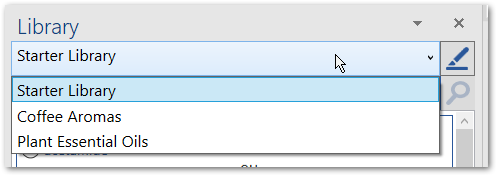 Library
Starter Library
Starter Library
Coffee Aromas
Plant Essential Oils